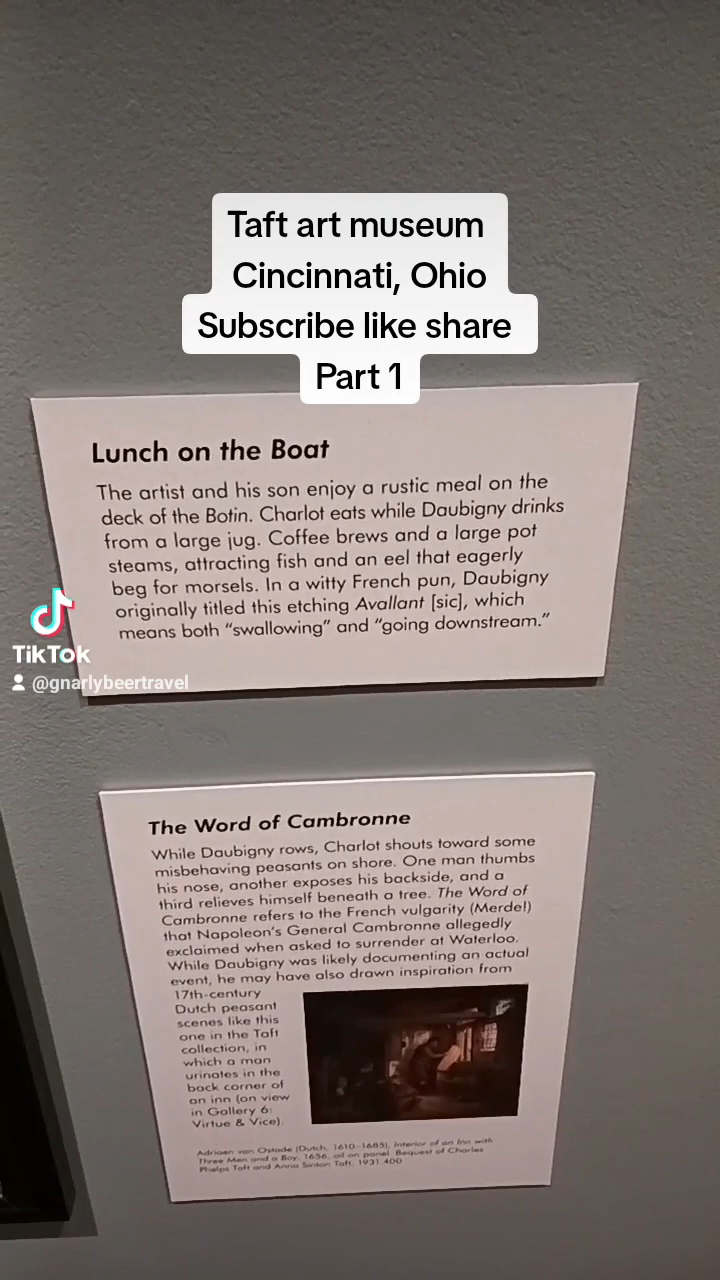 Taft art museum
Cincinnati, Ohio
Subscribe like share
Part 1
Lunch on the Boat
The artist and his son enjoy a rustic meal on the
deck of the Botin. Charlot eats while Daubigny drinks
from a large jug. Coffee brews and a large pot
steams, attracting fish and an eel that eagerly
beg for morsels. In a witty French pun, Daubigny
originally titled this etching Avallant [sic], which
means both “swallowing” and “going downstream.”
TikTok
@gnarlybeertravel
The Word of Cambronne
While Daubigny rows, Charlot shouts toward some
misbehaving peasants on shore. One man thumbs
his nose, another exposes his backside, and a
third relieves himself beneath a tree. The Word of
Cambronne refers to the French vulgarity (Merde!)
that Napoleon’s General Cambronne allegedly
exclaimed when asked to surrender at Waterloo.
While Daubigny was likely documenting an actual
event, he may have also drawn inspiration from
17th-century
Dutch peasant
scenes like this
one in the Taft
collection, in
which a man
urinates in the
back corner of
an inn (on view
in Gallery 6:
Virtue & Vice).
Adriaen van Ostade (Dutch, 1610–1685), Interior of an Inn with
Three Men and a Boy, 1656, oil on panel. Bequest of Charles
Phelps Taft and Anna Sinton Taft, 1931.400